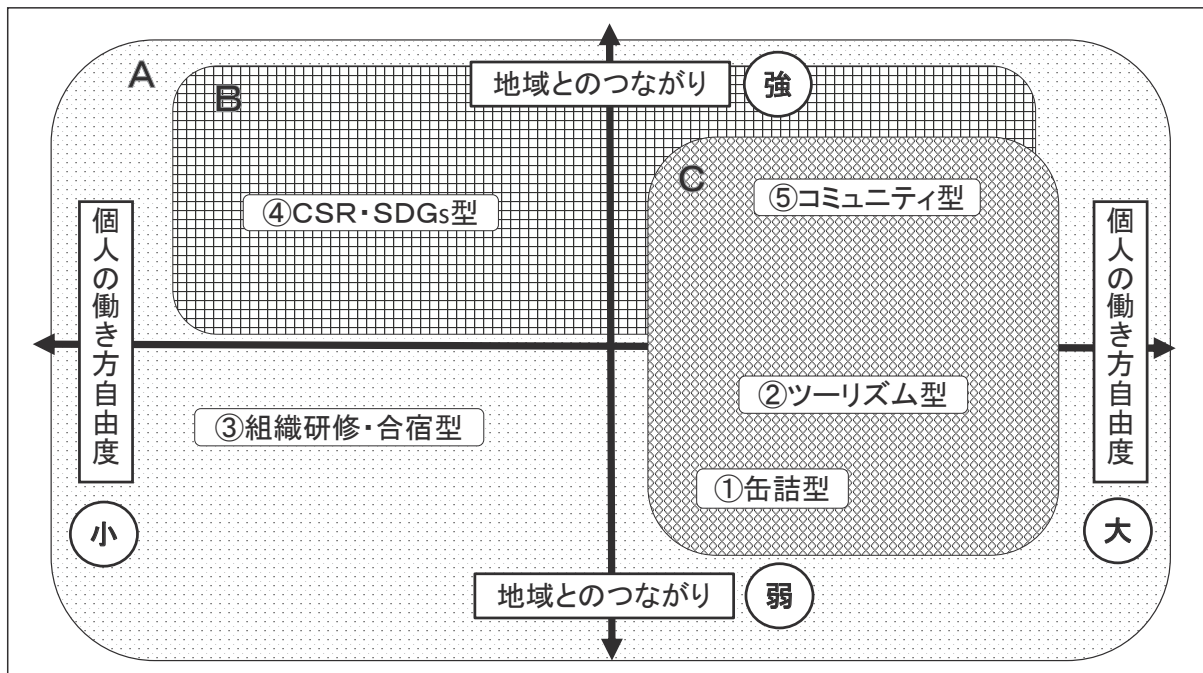 A
地域とのつながり
強
B
C
⑤コミュニティ型
④CSR・SDGs型
個人の働き方自由度
個人の働き方自由度
②ツーリズム型
③組織研修・合宿型
①缶詰型
小
大
地域とのつながり
弱